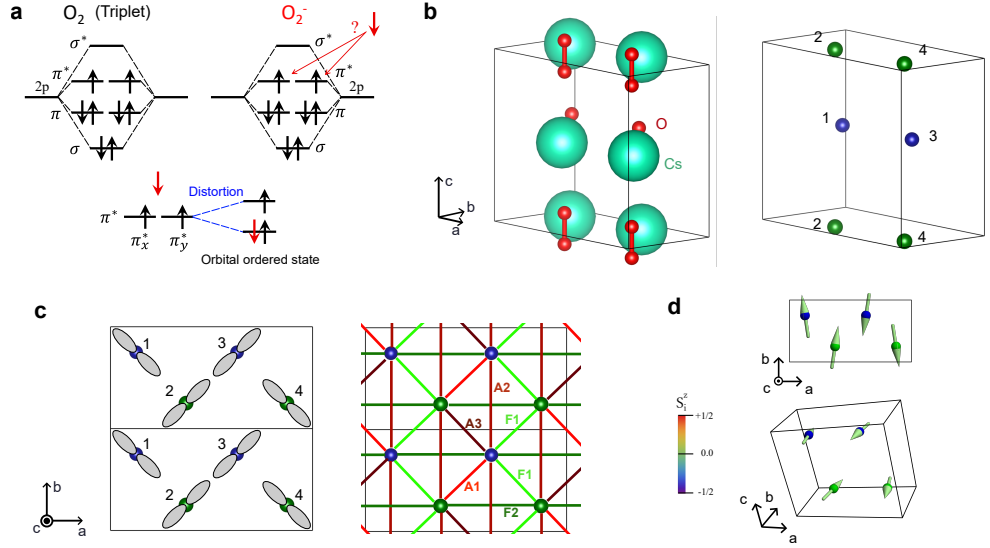 a
O₂ (Triplet)
O₂⁻
?
σ*
σ*
π*
π*
2p
2p
π
π
σ
σ
Distortion
π*
π*x
π*y
Orbital ordered state
b
O
Cs
c
b
a
2
4
1
3
2
4
c
1
3
2
4
1
3
2
4
b
c
a
A2
A3
F1
F1
A1
F2
d
b
c
a
Sᵢᶻ
+1/2
0.0
-1/2
c
b
a